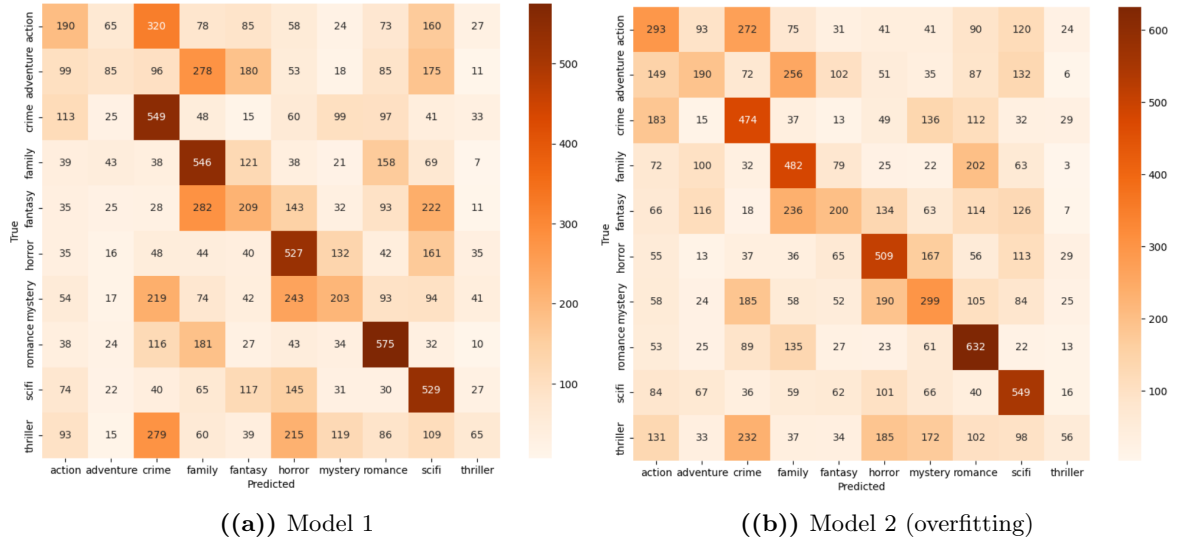 action 190 65 320 78 85 58 24 73 160 27
adventure 99 85 96 278 180 53 18 85 175 11
crime 113 25 549 48 15 60 99 97 41 33
family 39 43 38 546 121 38 21 158 69 7
fantasy 35 25 28 282 209 143 32 93 222 11
horror 35 16 48 44 40 527 132 42 161 35
mystery 54 17 219 74 42 243 203 93 94 41
romance 38 24 116 181 27 43 34 575 32 10
scifi 74 22 40 65 117 145 31 30 529 27
thriller 93 15 279 60 39 215 119 86 109 65
True
action adventure crime family fantasy horror mystery romance scifi thriller
Predicted
500
400
300
200
100
((a)) Model 1
action 293 93 272 75 31 41 41 90 120 24
adventure 149 190 72 256 102 51 35 87 132 6
crime 183 15 474 37 13 49 136 112 32 29
family 72 100 32 482 79 25 22 202 63 3
fantasy 66 116 18 236 200 134 63 114 126 7
horror 55 13 37 36 65 509 167 56 113 29
mystery 58 24 185 58 52 190 299 105 84 25
romance 53 25 89 135 27 23 61 632 22 13
scifi 84 67 36 59 62 101 66 40 549 16
thriller 131 33 232 37 34 185 172 102 98 56
True
action adventure crime family fantasy horror mystery romance scifi thriller
Predicted
600
500
400
300
200
100
((b)) Model 2 (overfitting)